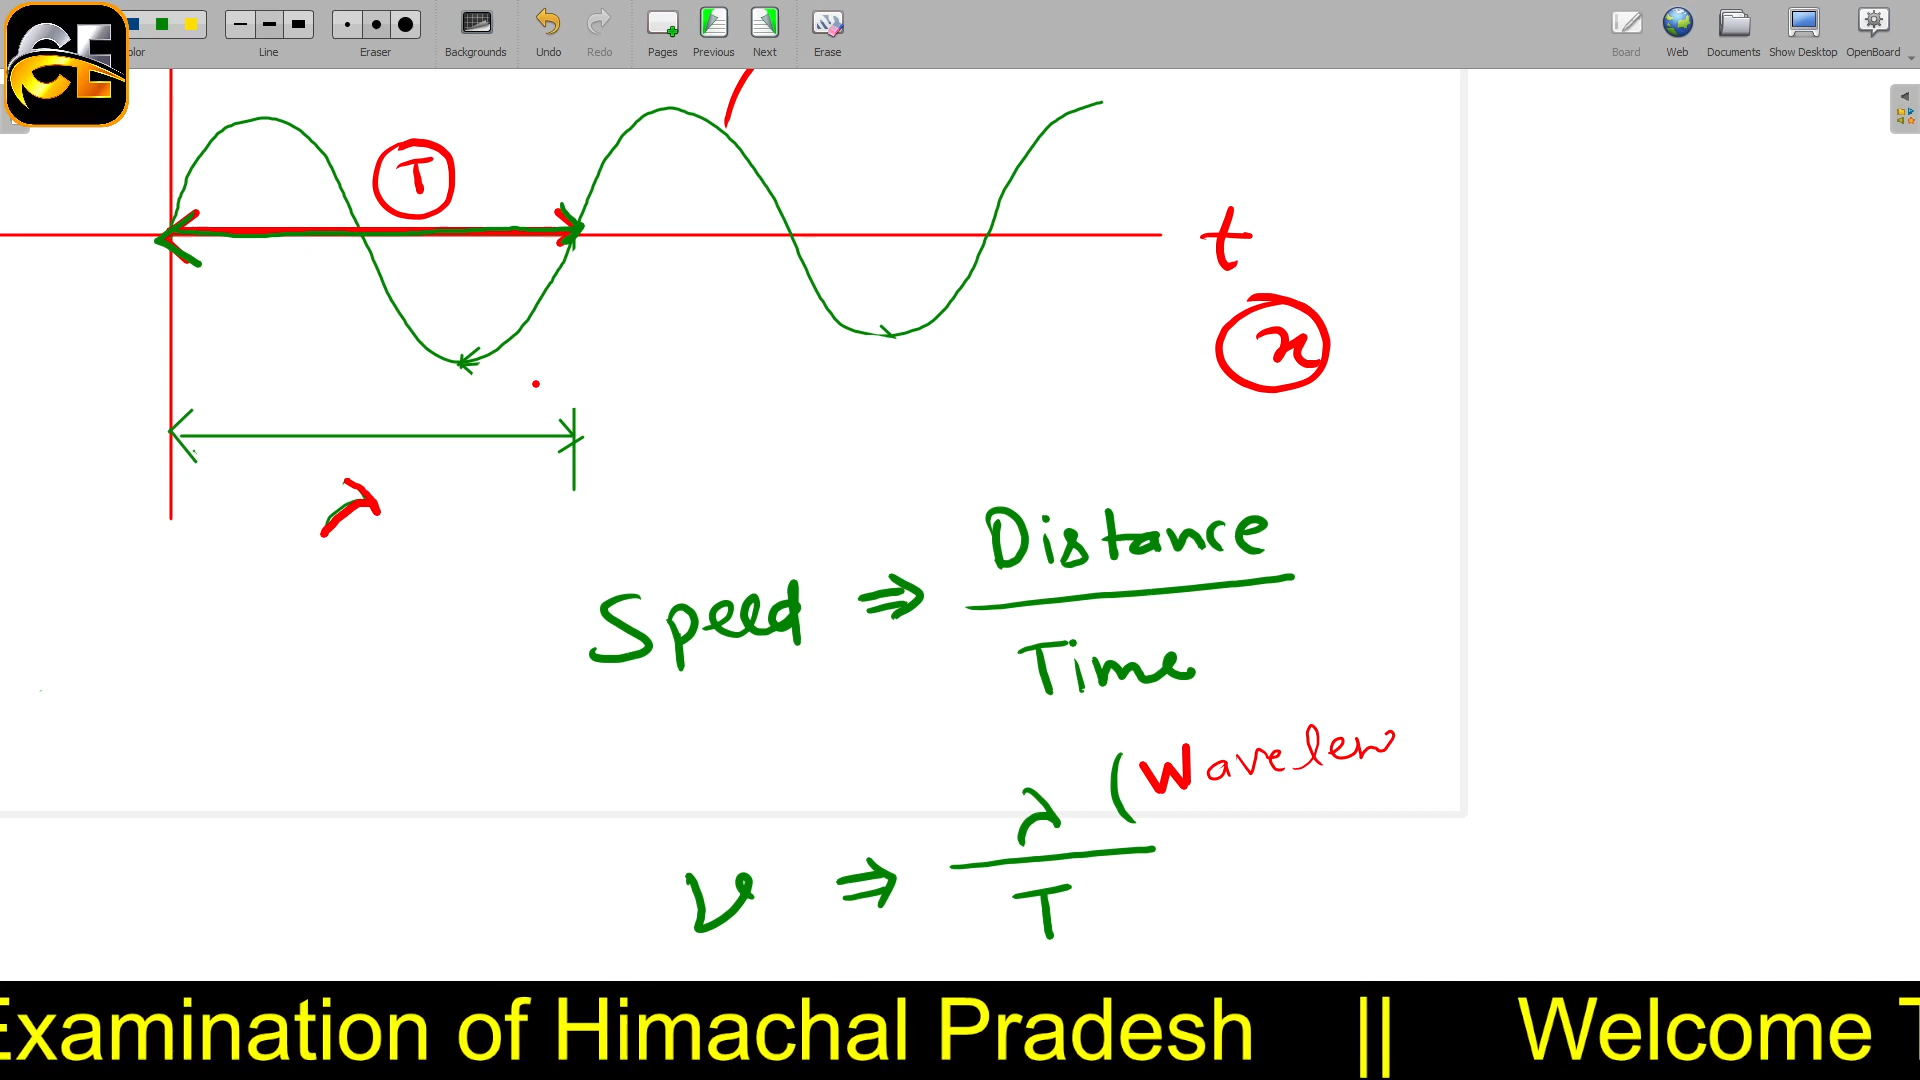 CE
olor
Line
Eraser
Backgrounds
Undo
Redo
Pages
Previous
Next
Erase
Board
Web
Documents
Show Desktop
OpenBoard
T
t
x
λ
Speed ⇒ Distance
Time
(Wavelen
v ⇒ λ
T
Examination of Himachal Pradesh || Welcome T